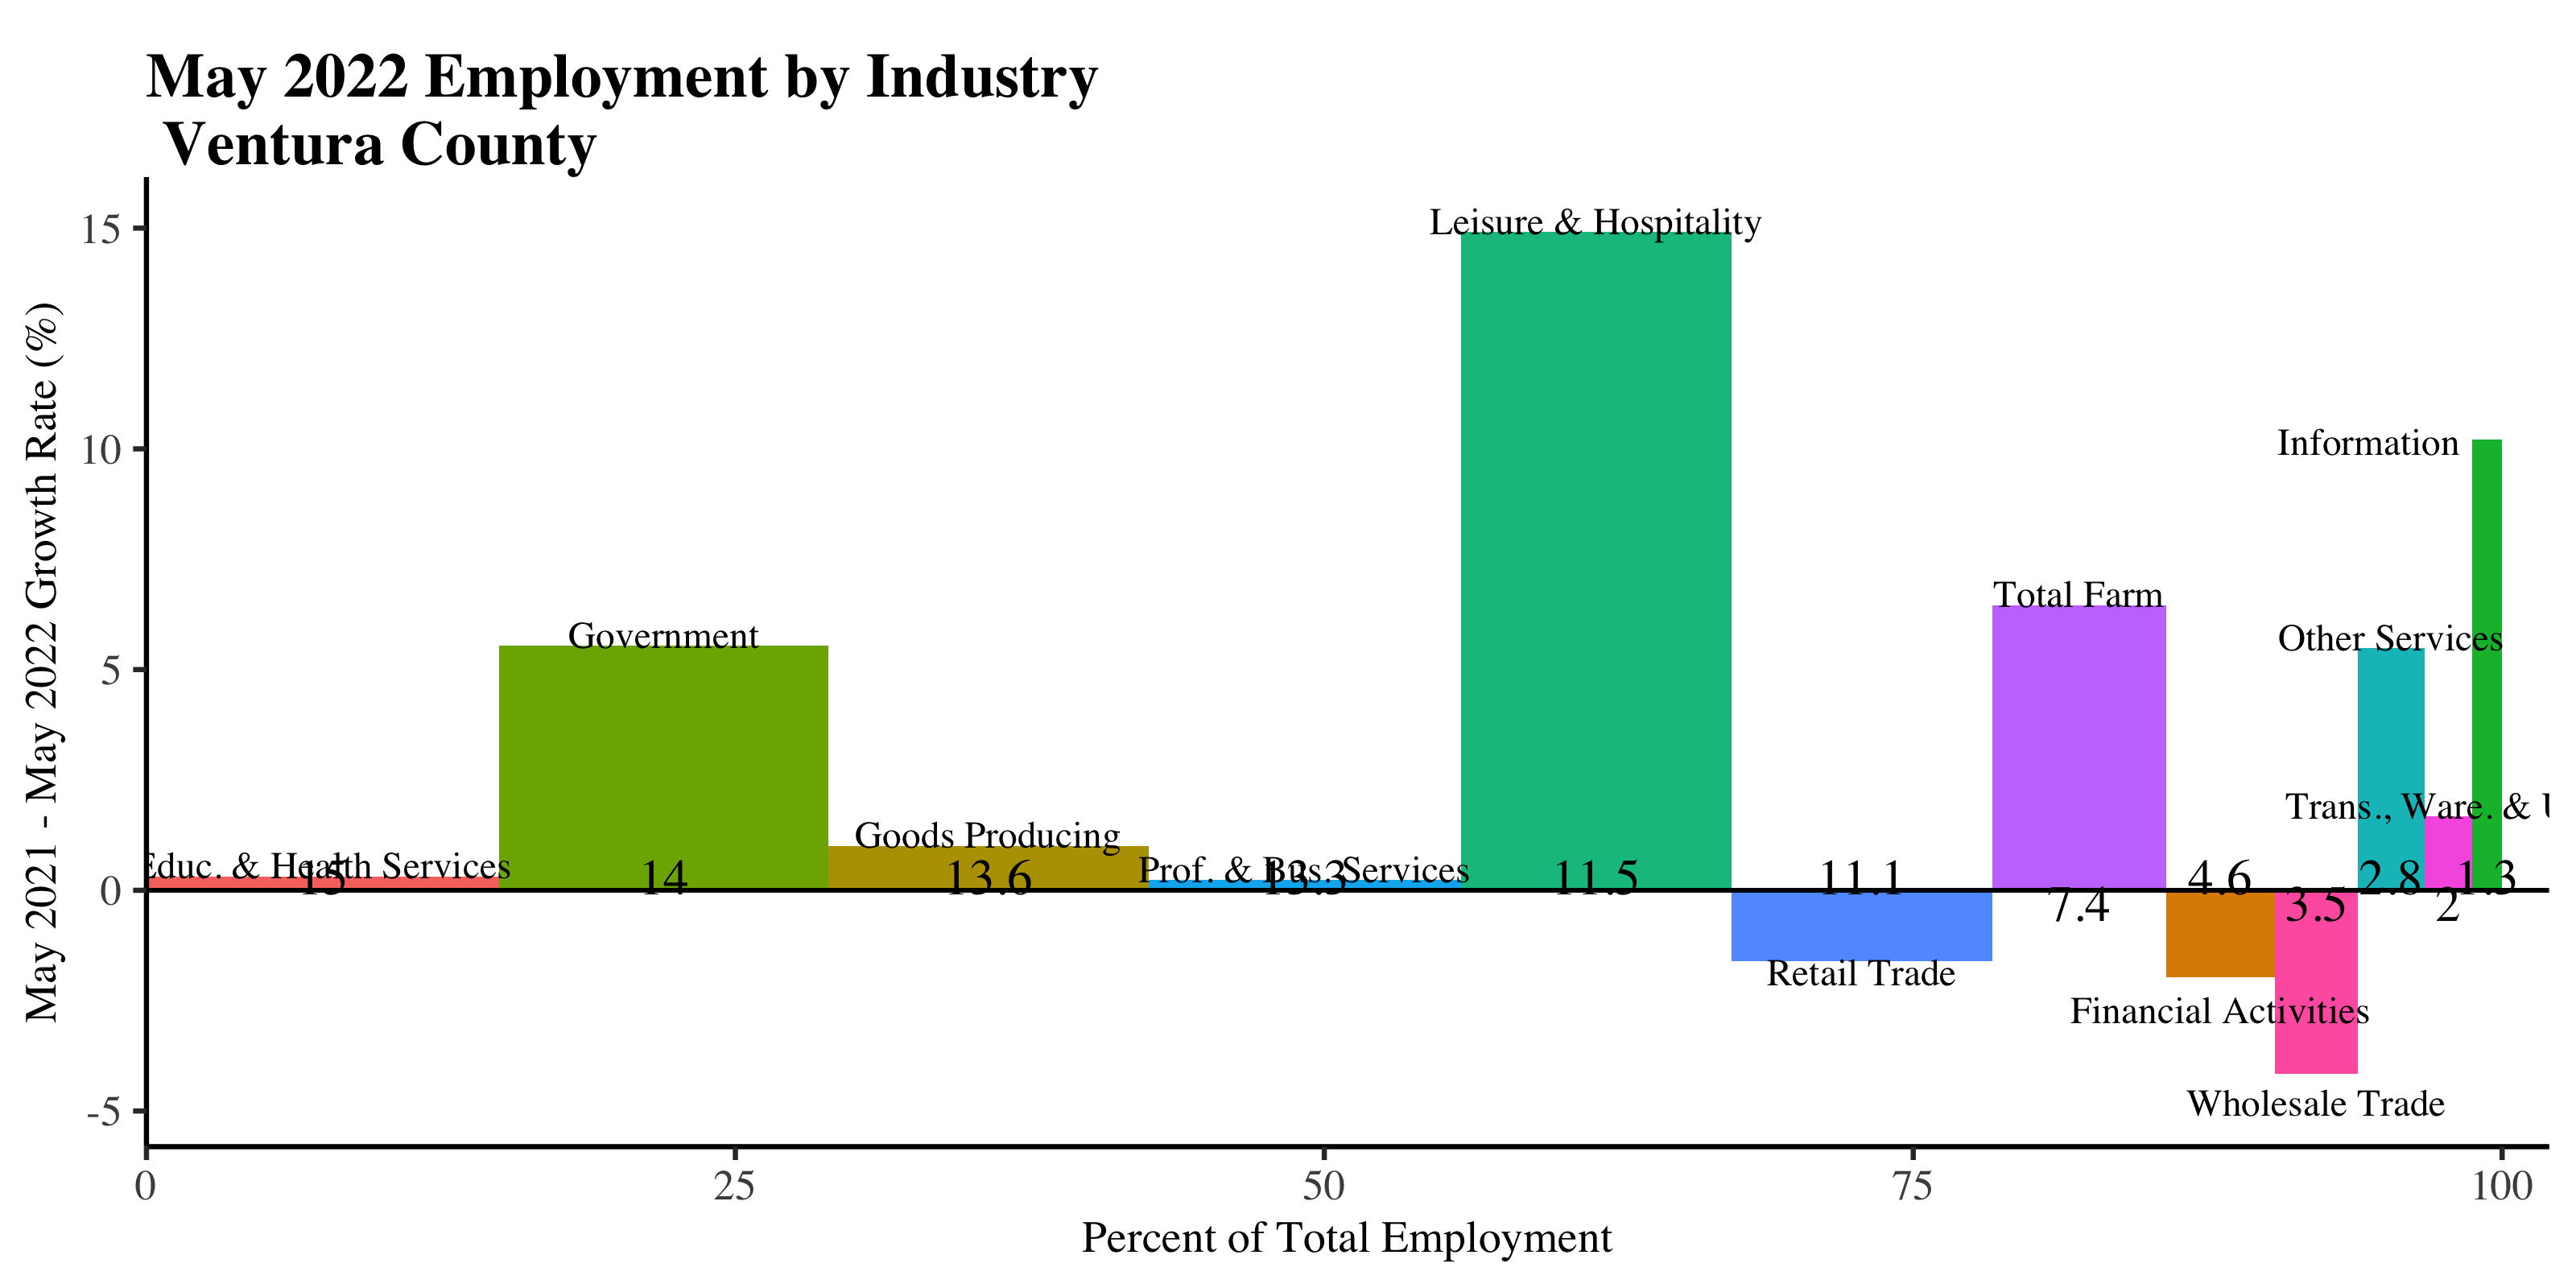 May 2022 Employment by Industry
Ventura County
May 2021 - May 2022 Growth Rate (%)
15
10
5
0
-5
Leisure & Hospitality
Information
Total Farm
Government
Other Services
Goods Producing
Trans., Ware. &
Educ. & Health Services
Prof. & Bus. Services
15
14
13.6
13.3
11.5
11.1
7.4
4.6
3.5
2.8
2
1.3
Retail Trade
Financial Activities
Wholesale Trade
0
25
50
75
100
Percent of Total Employment